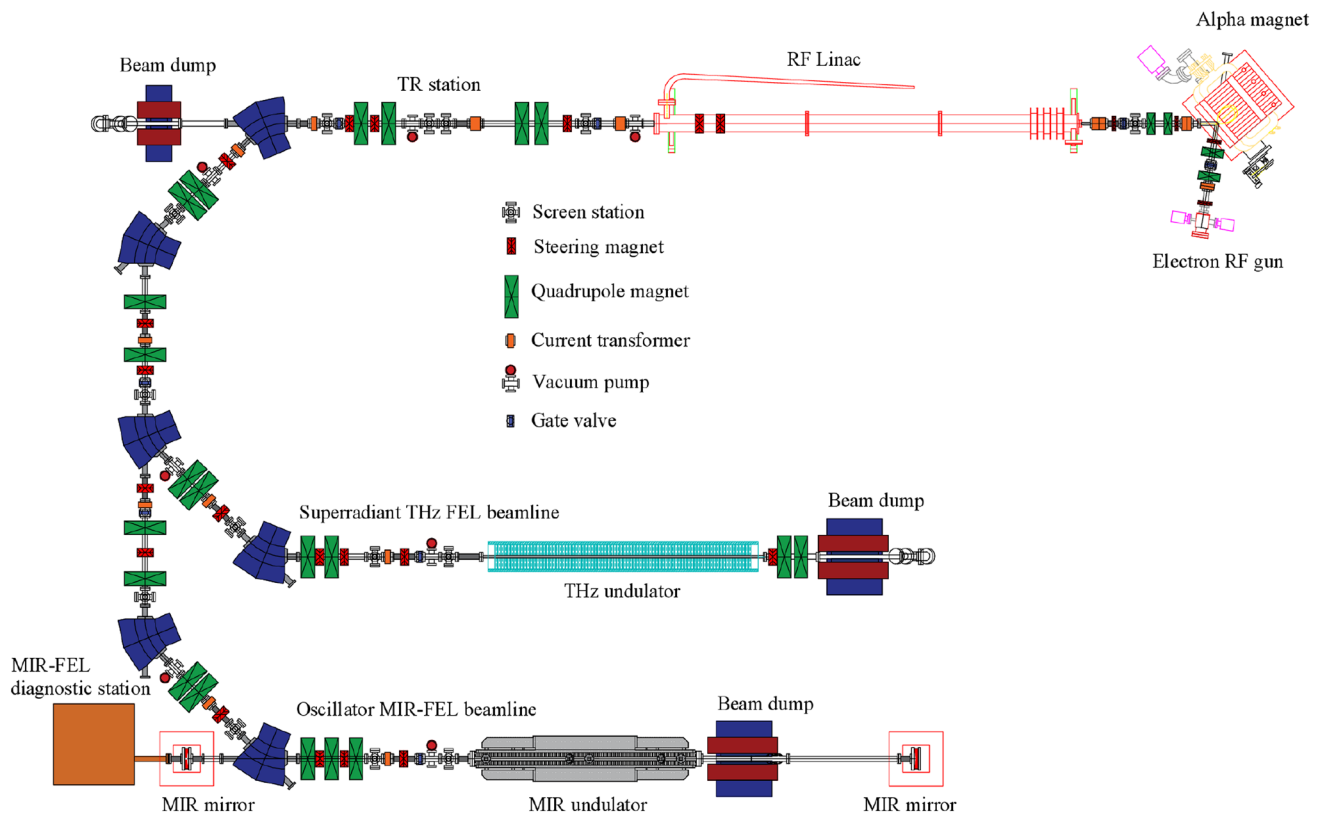 Alpha magnet
Beam dump
TR station
RF Linac
Screen station
Steering magnet
Electron RF gun
Quadrupole magnet
Current transformer
Vacuum pump
Gate valve
Superradiant THz FEL beamline
Beam dump
THz undulator
MIR-FEL
diagnostic station
Oscillator MIR-FEL beamline
Beam dump
MIR mirror
MIR undulator
MIR mirror